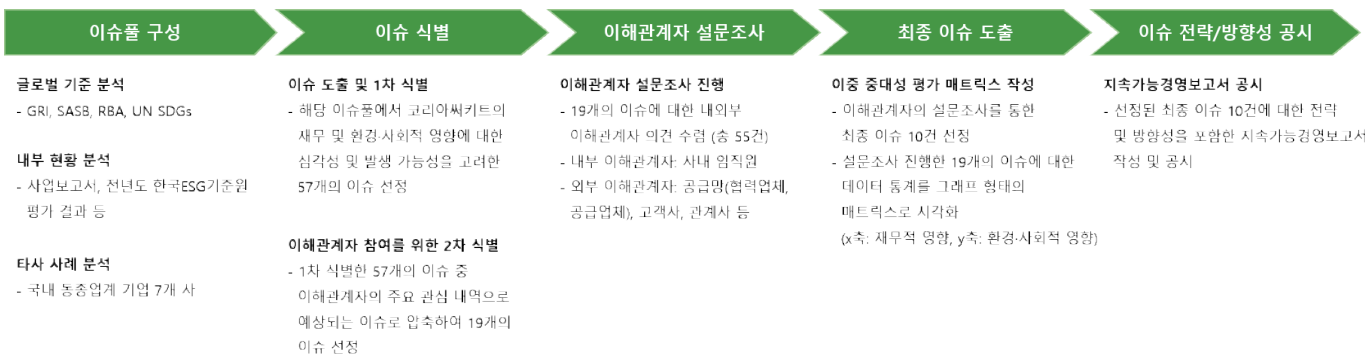 이슈풀 구성
이슈 식별
이해관계자 설문조사
최종 이슈 도출
이슈 전략/방향성 공시
글로벌 기준 분석
- GRI, SASB, RBA, UN SDGs
내부 현황 분석
- 사업보고서, 전년도 한국ESG기준원
평가 결과 등
타사 사례 분석
- 국내 동종업계 기업 7개 사
이슈 도출 및 1차 식별
- 해당 이슈풀에서 코리아써키트의
재무 및 환경·사회적 영향에 대한
심각성 및 발생 가능성을 고려한
57개의 이슈 선정
이해관계자 참여를 위한 2차 식별
- 1차 식별한 57개의 이슈 중
이해관계자의 주요 관심 내역으로
예상되는 이슈로 압축하여 19개의
이슈 선정
이해관계자 설문조사 진행
- 19개의 이슈에 대한 내외부
이해관계자 의견 수렴 (총 55건)
- 내부 이해관계자: 사내 임직원
- 외부 이해관계자: 공급망(협력업체,
공급업체), 고객사, 관계사 등
이중 중대성 평가 매트릭스 작성
- 이해관계자의 설문조사를 통한
최종 이슈 10건 선정
- 설문조사 진행한 19개의 이슈에 대한
데이터 통계를 그래프 형태의
매트릭스로 시각화
(x축: 재무적 영향, y축: 환경·사회적 영향)
지속가능경영보고서 공시
- 선정된 최종 이슈 10건에 대한 전략
및 방향성을 포함한 지속가능경영보고서
작성 및 공시